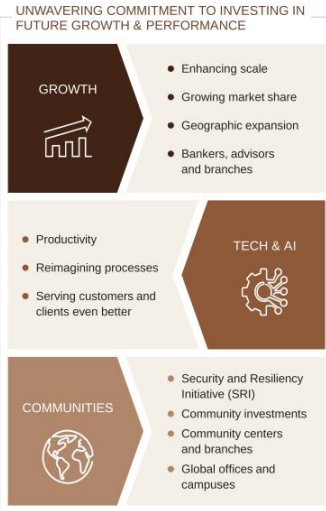 UNWAVERING COMMITMENT TO INVESTING IN
FUTURE GROWTH & PERFORMANCE
GROWTH
● Enhancing scale
● Growing market share
● Geographic expansion
● Bankers, advisors
and branches
● Productivity
● Reimagining processes
● Serving customers and
clients even better
TECH & AI
COMMUNITIES
● Security and Resiliency
Initiative (SRI)
● Community investments
● Community centers
and branches
● Global offices and
campuses